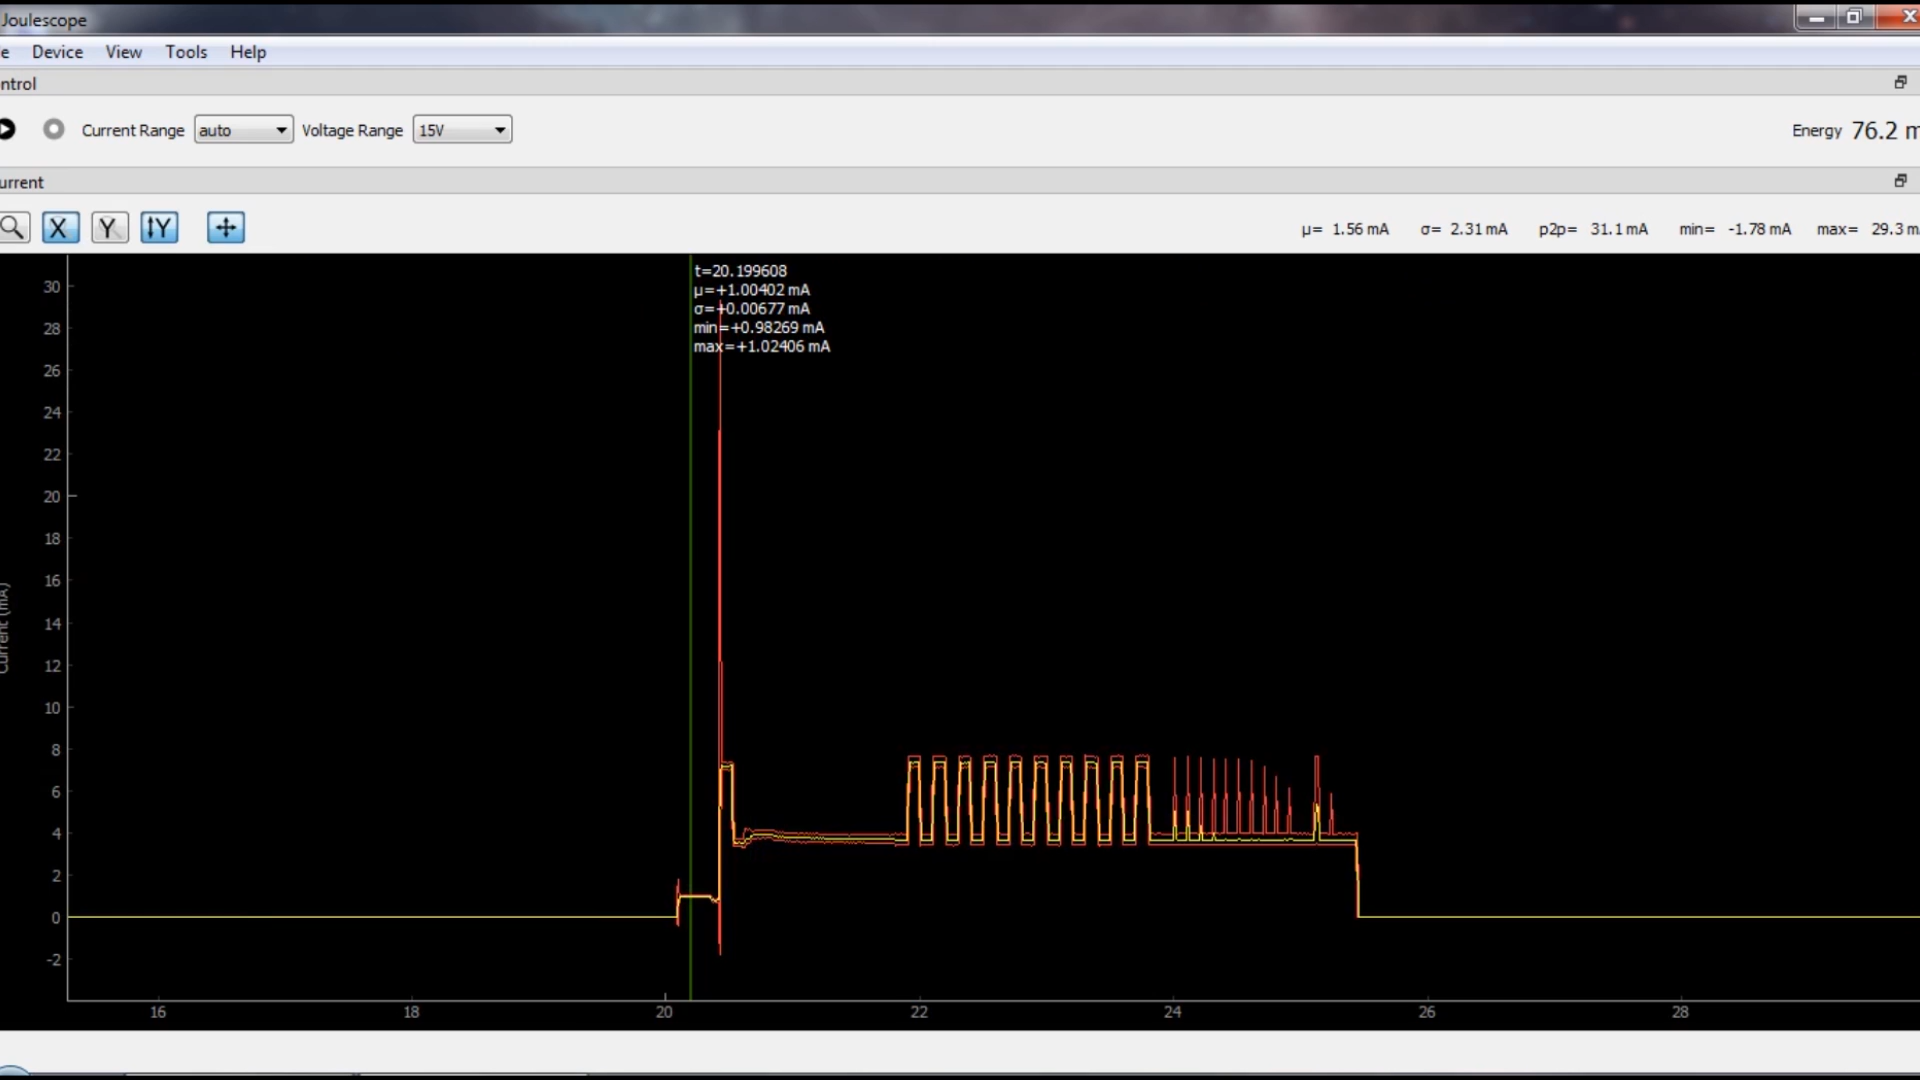 Joulescope
e Device View Tools Help
ntrol
Current Range auto Voltage Range 15V Energy 76.2 m
urrent
X Y ↕Y μ= 1.56 mA σ= 2.31 mA p2p= 31.1 mA min= -1.78 mA max= 29.3 m
t=20.199608
μ=+1.00402 mA
σ=+0.00677 mA
min=+0.98269 mA
max=+1.02406 mA
30
28
26
24
22
20
18
16
14
12
10
8
6
4
2
0
-2
Current (mA)
16 18 20 22 24 26 28